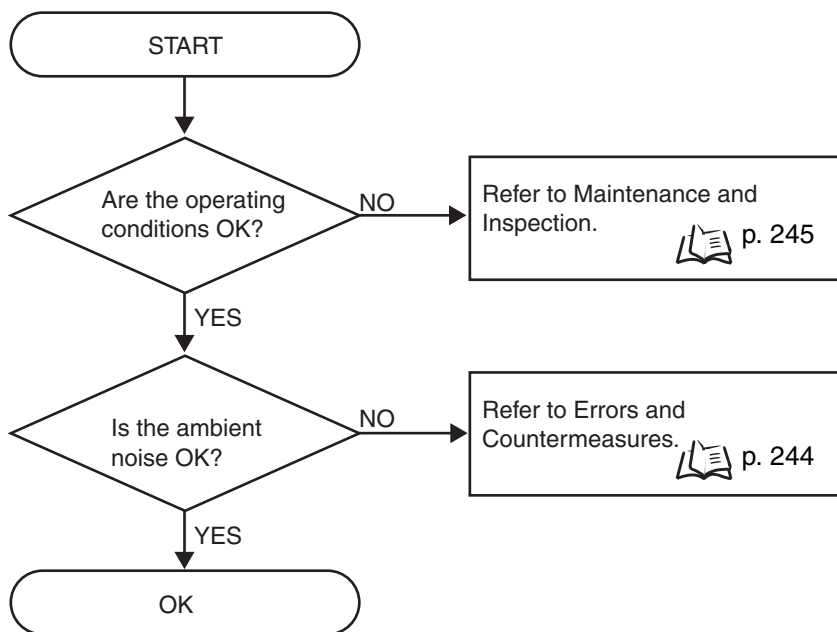 START
Are the operating
conditions OK?
NO
Refer to Maintenance and
Inspection.
p. 245
YES
Is the ambient
noise OK?
NO
Refer to Errors and
Countermeasures.
p. 244
YES
OK